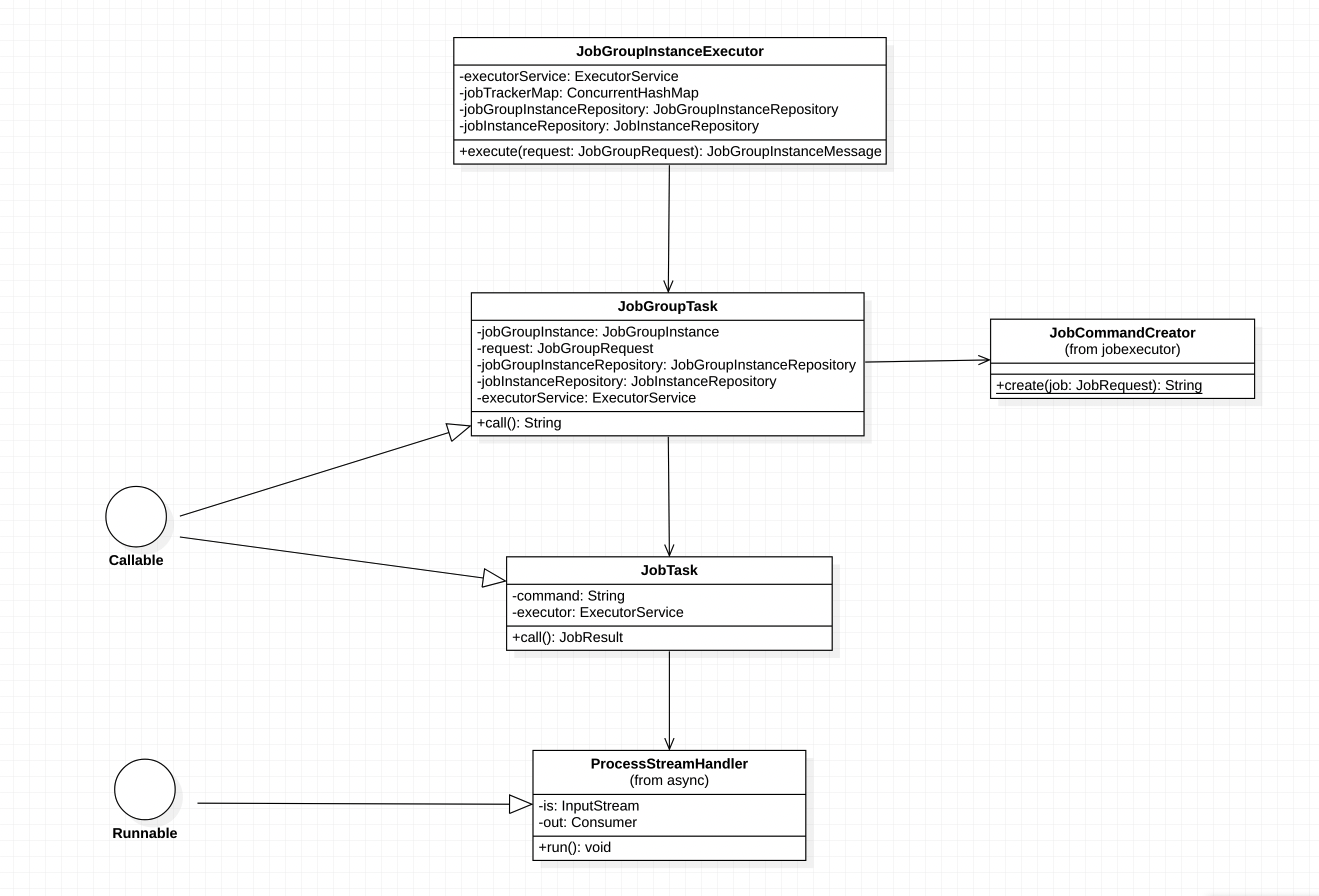 JobGroupInstanceExecutor
-executorService: ExecutorService
-jobTrackerMap: ConcurrentHashMap
-jobGroupInstanceRepository: JobGroupInstanceRepository
-jobInstanceRepository: JobInstanceRepository
+execute(request: JobGroupRequest): JobGroupInstanceMessage
JobGroupTask
-jobGroupInstance: JobGroupInstance
-request: JobGroupRequest
-jobGroupInstanceRepository: JobGroupInstanceRepository
-jobInstanceRepository: JobInstanceRepository
-executorService: ExecutorService
+call(): String
JobCommandCreator
(from jobexecutor)
+create(job: JobRequest): String
Callable
JobTask
-command: String
-executor: ExecutorService
+call(): JobResult
Runnable
ProcessStreamHandler
(from async)
-is: InputStream
-out: Consumer
+run(): void